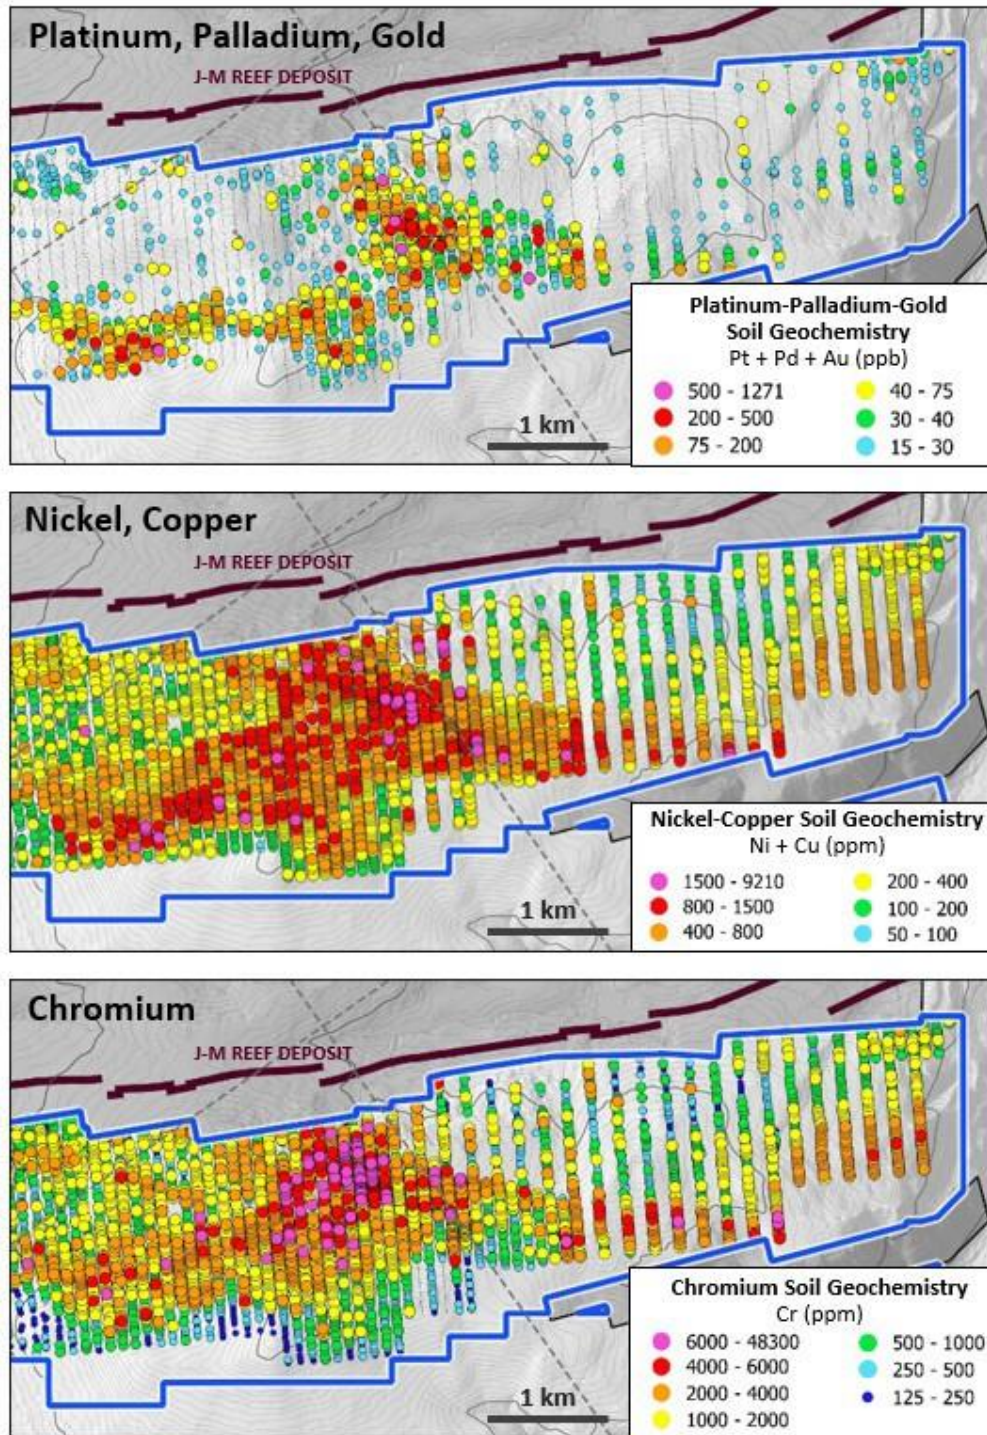 Platinum, Palladium, Gold
J-M REEF DEPOSIT
Platinum-Palladium-Gold
Soil Geochemistry
Pt + Pd + Au (ppb)
500 - 1271
200 - 500
75 - 200
40 - 75
30 - 40
15 - 30
1 km
Nickel, Copper
J-M REEF DEPOSIT
Nickel-Copper Soil Geochemistry
Ni + Cu (ppm)
1500 - 9210
800 - 1500
400 - 800
200 - 400
100 - 200
50 - 100
1 km
Chromium
J-M REEF DEPOSIT
Chromium Soil Geochemistry
Cr (ppm)
6000 - 48300
4000 - 6000
2000 - 4000
1000 - 2000
500 - 1000
250 - 500
125 - 250
1 km